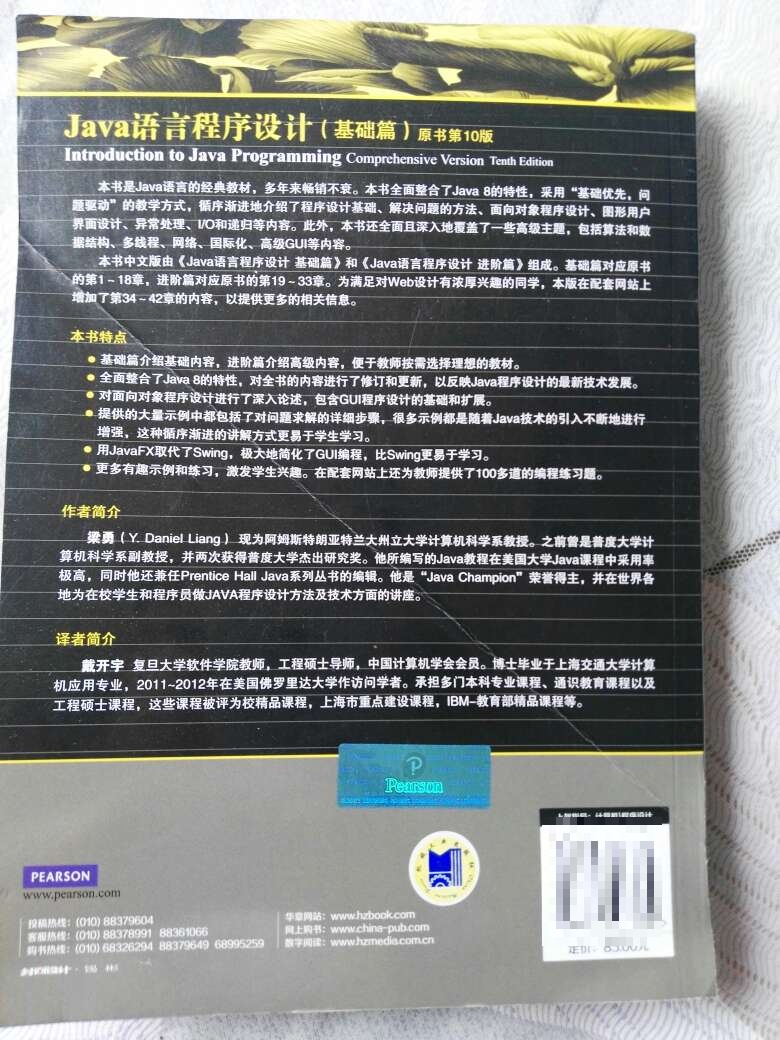 Java语言程序设计（基础篇）原书第10版
Introduction to Java Programming Comprehensive Version Tenth Edition
本书是Java语言的经典教材，多年来畅销不衰。本书全面整合了Java 8的特性，采用“基础优先，问
题驱动”的教学方式，循序渐进地介绍了程序设计基础、解决问题的方法、面向对象程序设计、图形用户
界面设计、异常处理、I/O和递归等内容。此外，本书还全面且深入地覆盖了一些高级主题，包括算法和数
据结构、多线程、网络、国际化、高级GUI等内容。
本书中文版由《Java语言程序设计 基础篇》和《Java语言程序设计 进阶篇》组成。基础篇对应原书
的第1～18章，进阶篇对应原书的第19～33章。为满足对Web设计有浓厚兴趣的同学，本版在配套网站上
增加了第34～42章的内容，以提供更多的相关信息。
本书特点
● 基础篇介绍基础内容，进阶篇介绍高级内容，便于教师按需选择理想的教材。
● 全面整合了Java 8的特性，对全书的内容进行了修订和更新，以反映Java程序设计的最新技术发展。
● 对面向对象程序设计进行了深入论述，包含GUI程序设计的基础和扩展。
● 提供的大量示例中都包括了对问题求解的详细步骤，很多示例都是随着Java技术的引入不断地进行
增强，这种循序渐进的讲解方式更易于学生学习。
● 用JavaFX取代了Swing，极大地简化了GUI编程，比Swing更易于学习。
● 更多有趣示例和练习，激发学生兴趣。在配套网站上还为教师提供了100多道的编程练习题。
作者简介
梁勇（Y. Daniel Liang） 现为阿姆斯特朗亚特兰大州立大学计算机科学系教授。之前曾是普度大学计
算机科学系副教授，并两次获得普度大学杰出研究奖。他所编写的Java教程在美国大学Java课程中采用率
极高，同时他还兼任Prentice Hall Java系列丛书的编辑。他是“Java Champion”荣誉得主，并在世界各
地为在校学生和程序员做JAVA程序设计方法及技术方面的讲座。
译者简介
戴开宇 复旦大学软件学院教师，工程硕士导师，中国计算机学会会员。博士毕业于上海交通大学计算
机应用专业，2011~2012年在美国佛罗里达大学作访问学者。承担多门本科专业课程、通识教育课程以及
工程硕士课程，这些课程被评为校精品课程，上海市重点建设课程，IBM-教育部精品课程等。
P
Pearson
上架指导：计算机\程序设计
定价：85.00元
PEARSON
www.pearson.com
投稿热线：(010) 88379604
客服热线：(010) 88378991 88361066
购书热线：(010) 68326294 88379649 68995259
华章网站：www.hzbook.com
网上购书：www.china-pub.com
数字阅读：www.hzmedia.com.cn
封面设计·锡 彬